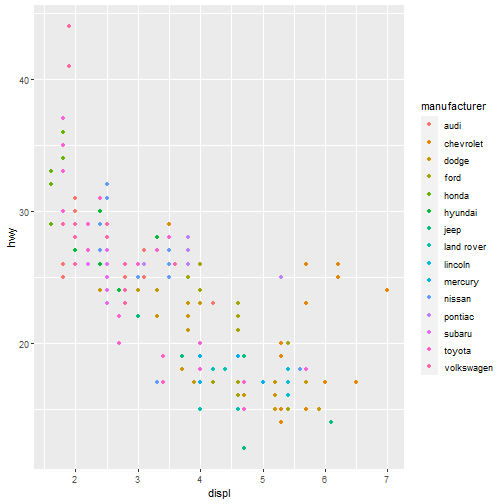 40
30
20
hwy
2
3
4
5
6
7
displ
manufacturer
audi
chevrolet
dodge
ford
honda
hyundai
jeep
land rover
lincoln
mercury
nissan
pontiac
subaru
toyota
volkswagen